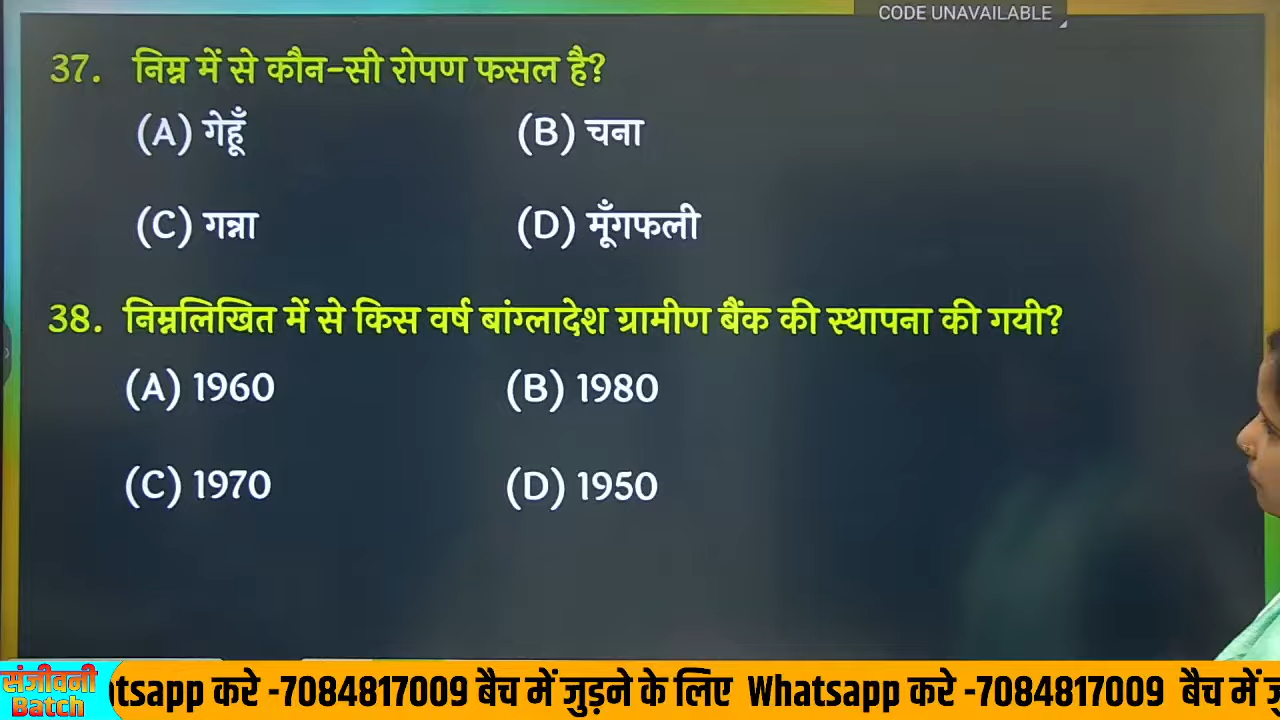 CODE UNAVAILABLE
37. निम्न में से कौन-सी रोपण फसल है?
(A) गेहूँ (B) चना
(C) गन्ना (D) मूँगफली
38. निम्नलिखित में से किस वर्ष बांग्लादेश ग्रामीण बैंक की स्थापना की गयी?
(A) 1960 (B) 1980
(C) 1970 (D) 1950
संजीवनी
Batch
tsapp करे -7084817009 बैच में जुड़ने के लिए Whatsapp करे -7084817009 बैच में